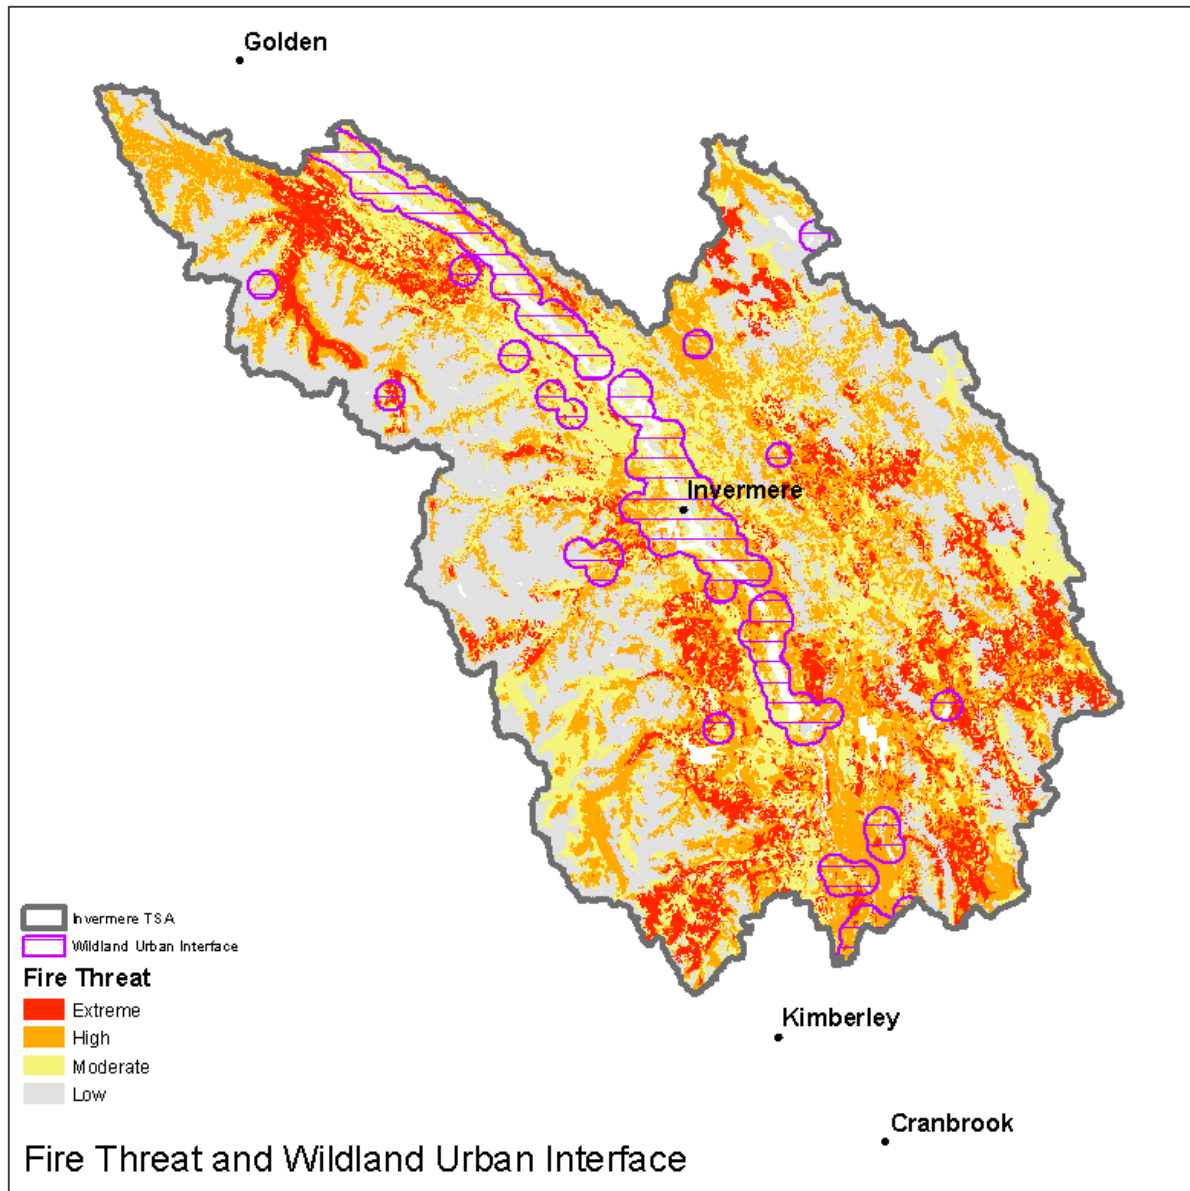 Golden
Invermere
Invermere TSA
Wildland Urban Interface
Fire Threat
Extreme
High
Moderate
Low
Kimberley
Cranbrook
Fire Threat and Wildland Urban Interface